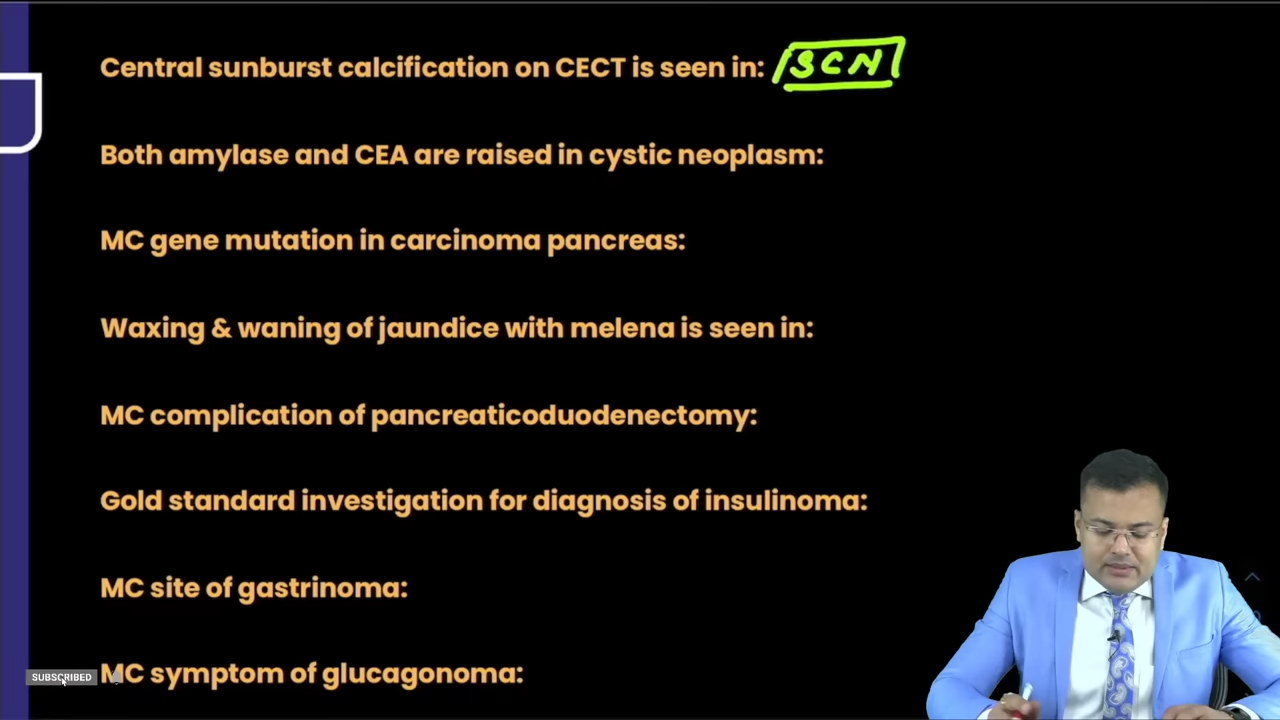 Central sunburst calcification on CECT is seen in: SCN
Both amylase and CEA are raised in cystic neoplasm:
MC gene mutation in carcinoma pancreas:
Waxing & waning of jaundice with melena is seen in:
MC complication of pancreaticoduodenectomy:
Gold standard investigation for diagnosis of insulinoma:
MC site of gastrinoma:
MC symptom of glucagonoma:
SUBSCRIBED